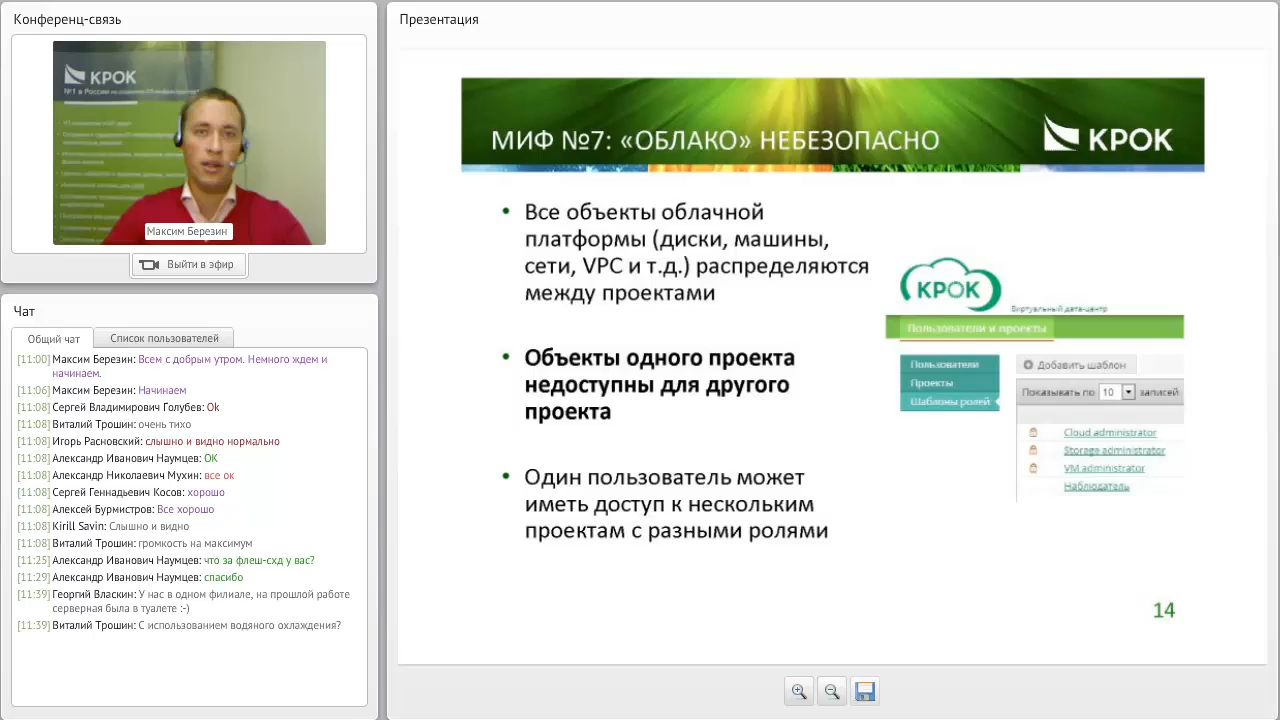 Конференц-связь
КРОК
№1 в России
Максим Березин
Выйти в эфир
Чат
Общий чат
Список пользователей
[11:00] Максим Березин: Всем с добрым утром. Немного ждем и
начинаем.
[11:06] Максим Березин: Начинаем
[11:08] Сергей Владимирович Голубев: Ok
[11:08] Виталий Трошин: очень тихо
[11:08] Игорь Расновский: слышно и видно нормально
[11:08] Александр Иванович Наумцев: ОК
[11:08] Александр Николаевич Мухин: все ок
[11:08] Сергей Геннадьевич Косов: хорошо
[11:08] Алексей Бурмистров: Все хорошо
[11:08] Kirill Savin: Слышно и видно
[11:08] Виталий Трошин: громкость на максимум
[11:25] Александр Иванович Наумцев: что за флеш-схд у вас?
[11:29] Александр Иванович Наумцев: спасибо
[11:39] Георгий Власкин: У нас в одном филиале, на прошлой работе
серверная была в туалете :-)
[11:39] Виталий Трошин: С использованием водяного охлаждения?
Презентация
МИФ №7: «ОБЛАКО» НЕБЕЗОПАСНО
КРОК
• Все объекты облачной
платформы (диски, машины,
сети, VPC и т.д.) распределяются
между проектами
• Объекты одного проекта
недоступны для другого
проекта
• Один пользователь может
иметь доступ к нескольким
проектам с разными ролями
КРОК
Виртуальный дата-центр
Пользователи и проекты
Пользователи
Проекты
Шаблоны ролей
Добавить шаблон
Показывать по 10 записей
Cloud administrator
Storage administrator
VM administrator
Наблюдатель
14